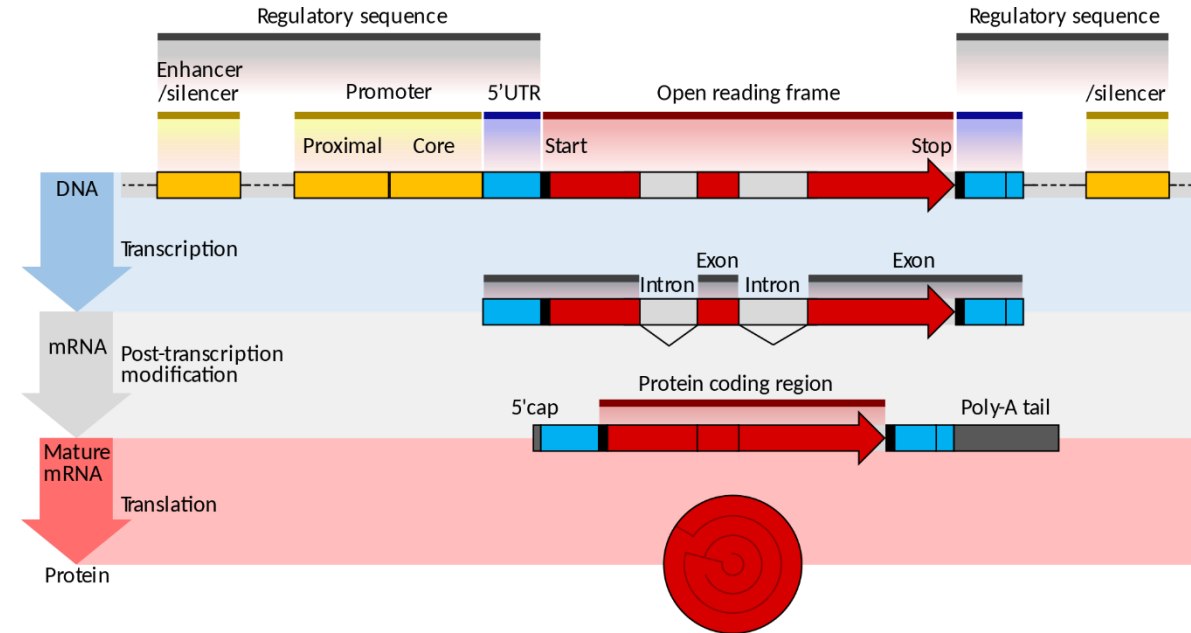 Regulatory sequence
Regulatory sequence
Enhancer
/silencer
Promoter
5'UTR
Open reading frame
/silencer
Proximal
Core
Start
Stop
DNA
Transcription
Exon
Exon
Intron
Intron
mRNA
Post-transcription
modification
Protein coding region
5'cap
Poly-A tail
Mature
mRNA
Translation
Protein